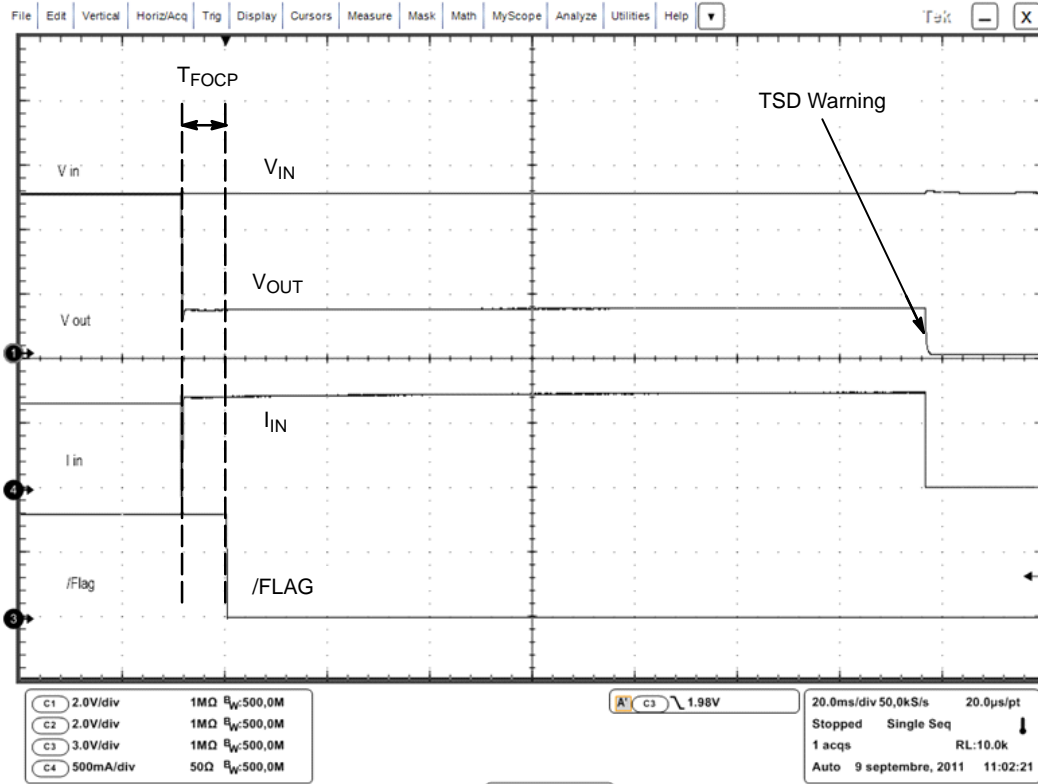 File Edit Vertical Horiz/Acq Trig Display Cursors Measure Mask Math MyScope Analyze Utilities Help
Tek
X
TFOCP
TSD Warning
V in
VIN
VOUT
V out
1
IIN
I in
4
/Flag
/FLAG
3
C1 2.0V/div 1MΩ BW:500,0M
C2 2.0V/div 1MΩ BW:500,0M
C3 3.0V/div 1MΩ BW:500,0M
C4 500mA/div 50Ω BW:500,0M
A' C3 1.98V
20.0ms/div 50,0kS/s 20.0µs/pt
Stopped Single Seq
1 acqs RL:10.0k
Auto 9 septembre, 2011 11:02:21